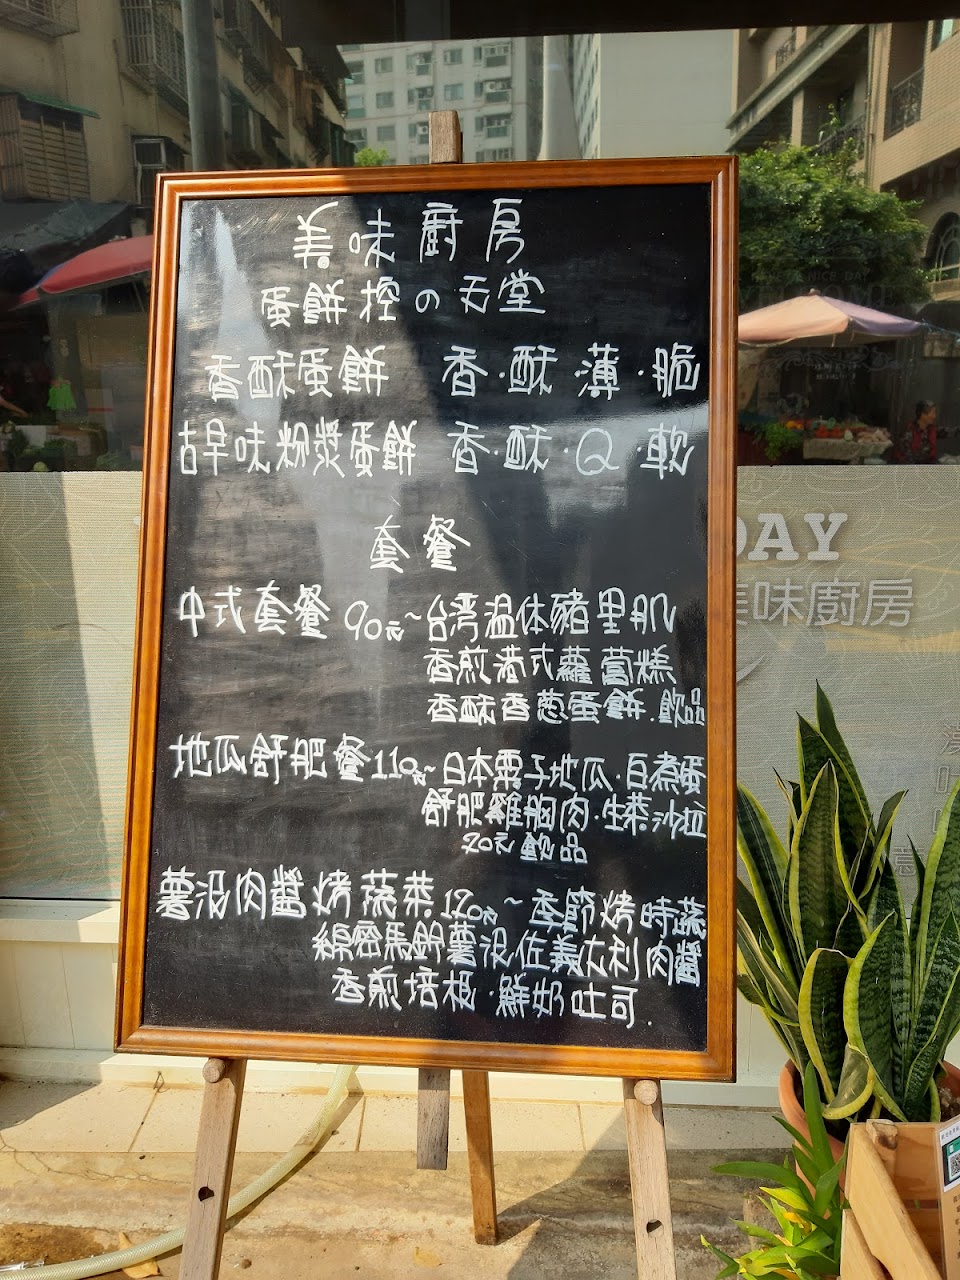 美味廚房
蛋餅控の天堂
香酥蛋餅 香·酥·薄·脆
古早味粉漿蛋餅 香·酥·Q·軟
套餐
中式套餐90元~台湾温体豬里肌
香煎港式蘿蔔糕
香酥香葱蛋餅.飲品
地瓜舒肥餐110元~日本栗子地瓜·白煮蛋
舒肥雞胸肉·生菜沙拉
20元飲品
薯泥肉醬烤蔬菜120元~季節烤時蔬
綿密馬鈴薯泥佐義広利肉醬
香煎培根·鮮奶吐司.
DAY
美味廚房